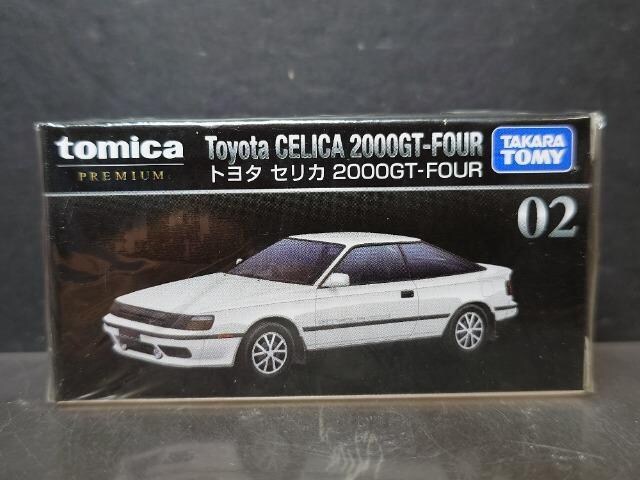 tomica
PREMIUM
Toyota CELICA 2000GT-FOUR
トヨタ セリカ 2000GT-FOUR
TAKARA
TOMY
02